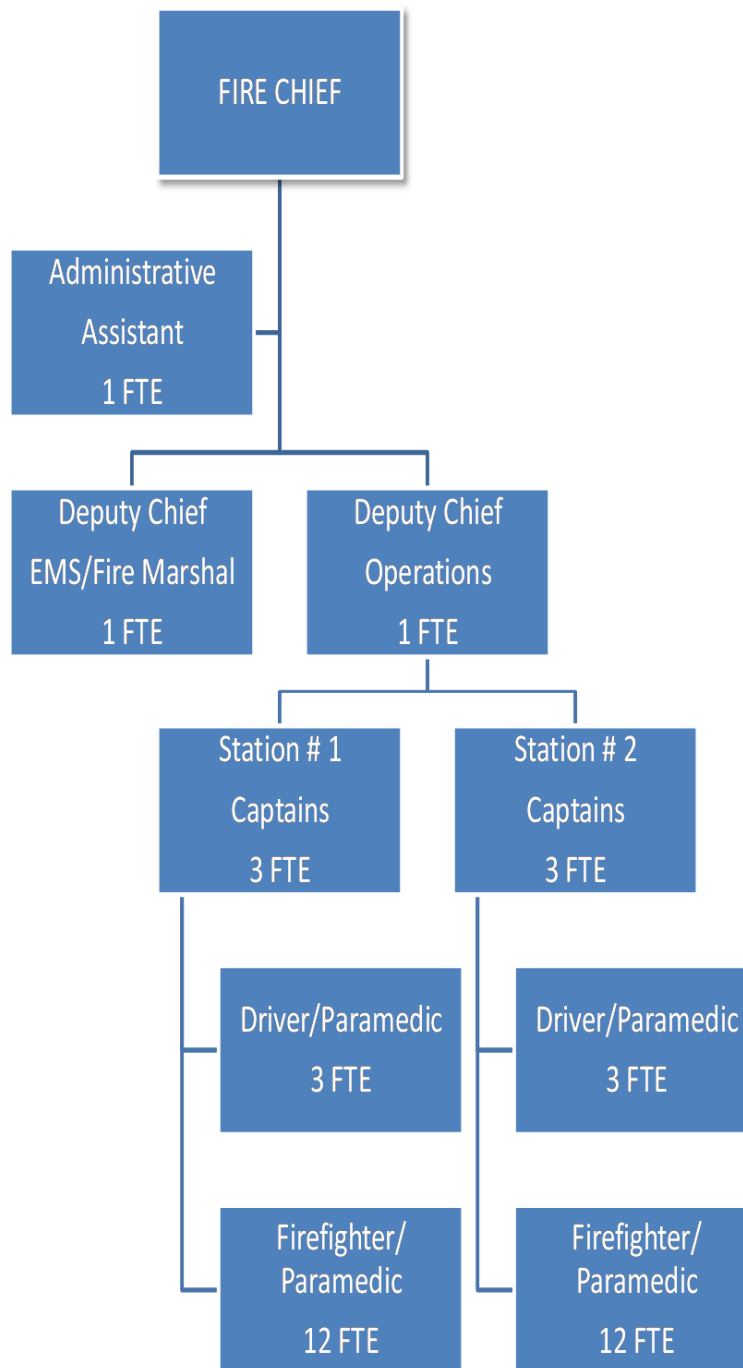 FIRE CHIEF
Administrative
Assistant
1 FTE
Deputy Chief
EMS/Fire Marshal
1 FTE
Deputy Chief
Operations
1 FTE
Station # 1
Captains
3 FTE
Station # 2
Captains
3 FTE
Driver/Paramedic
3 FTE
Driver/Paramedic
3 FTE
Firefighter/
Paramedic
12 FTE
Firefighter/
Paramedic
12 FTE